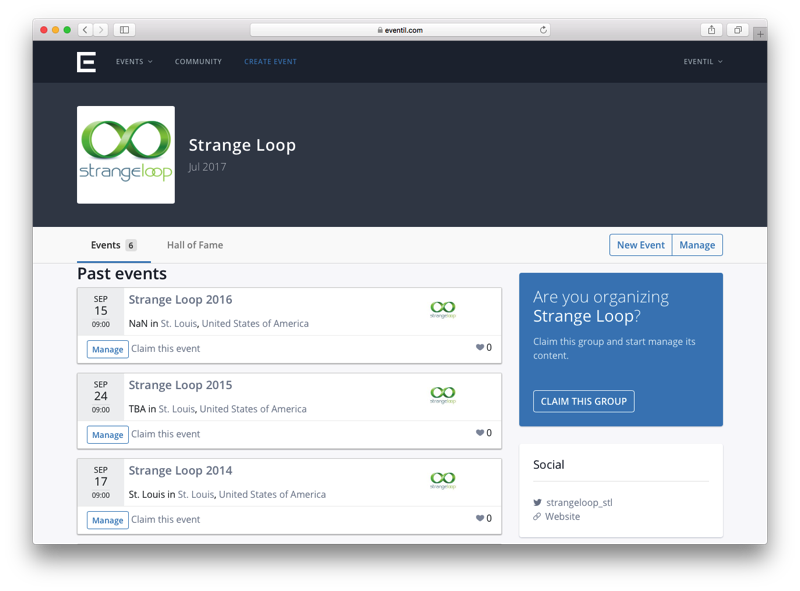 eventil.com
EVENTS
COMMUNITY
CREATE EVENT
EVENTIL
strangeloop
Strange Loop
Jul 2017
Events 6
Hall of Fame
New Event
Manage
Past events
SEP
15
09:00
Strange Loop 2016
NaN in St. Louis, United States of America
strangeloop
Manage
Claim this event
0
SEP
24
09:00
Strange Loop 2015
TBA in St. Louis, United States of America
strangeloop
Manage
Claim this event
0
SEP
17
09:00
Strange Loop 2014
St. Louis in St. Louis, United States of America
strangeloop
Manage
Claim this event
0
Are you organizing
Strange Loop?
Claim this group and start manage its
content.
CLAIM THIS GROUP
Social
strangeloop_stl
Website